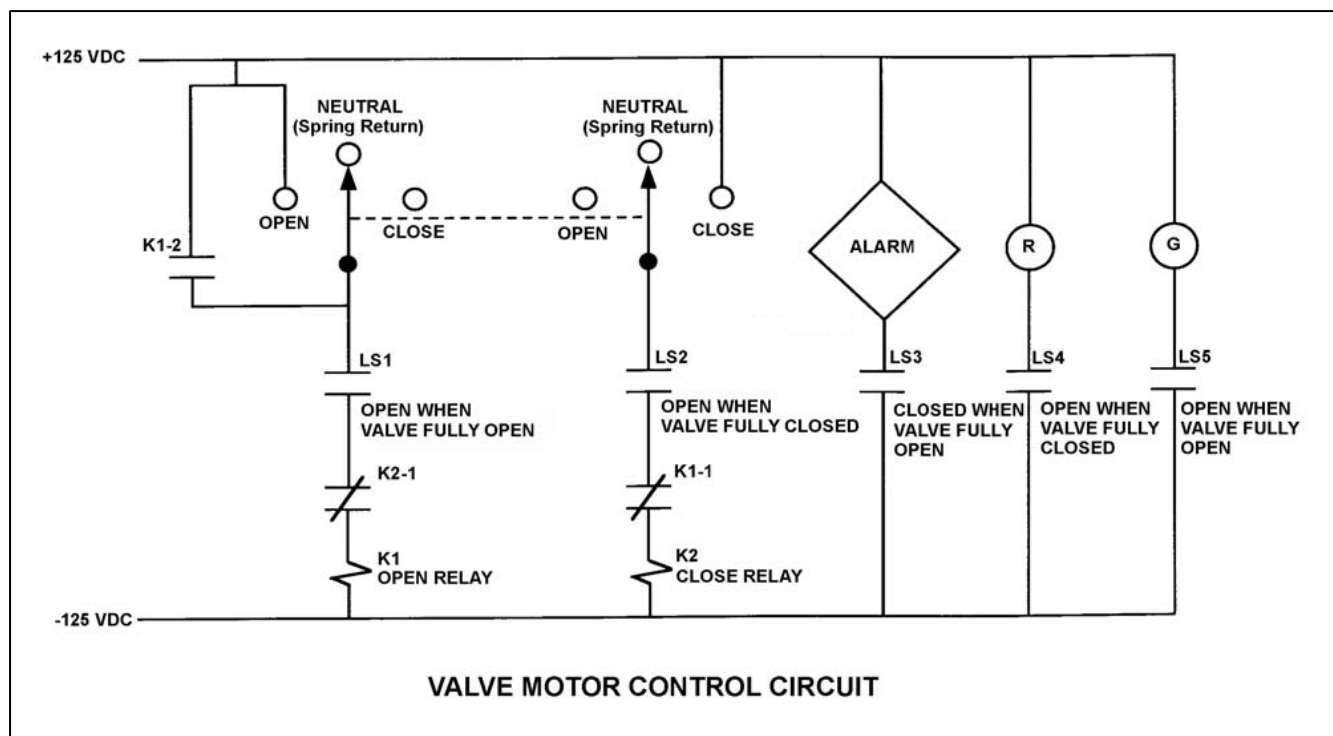 +125 VDC
NEUTRAL
(Spring Return)
NEUTRAL
(Spring Return)
OPEN
CLOSE
OPEN
CLOSE
K1-2
ALARM
R
G
LS1
OPEN WHEN
VALVE FULLY OPEN
LS2
OPEN WHEN
VALVE FULLY CLOSED
LS3
CLOSED WHEN
VALVE FULLY
OPEN
LS4
OPEN WHEN
VALVE FULLY
CLOSED
LS5
OPEN WHEN
VALVE FULLY
OPEN
K2-1
K1-1
K1
OPEN RELAY
K2
CLOSE RELAY
-125 VDC
VALVE MOTOR CONTROL CIRCUIT